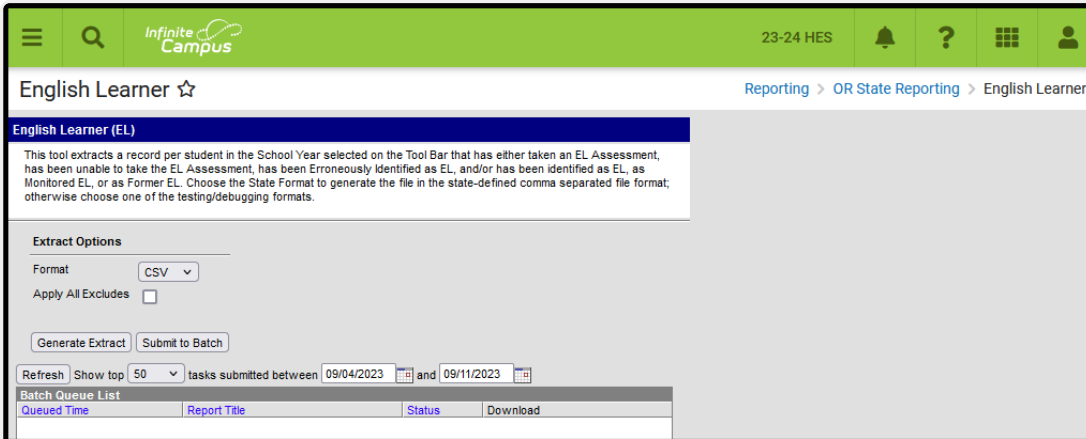 Infinite
Campus
23-24 HES
?
English Learner
Reporting > OR State Reporting > English Learner
English Learner (EL)
This tool extracts a record per student in the School Year selected on the Tool Bar that has either taken an EL Assessment,
has been unable to take the EL Assessment, has been Erroneously Identified as EL, and/or has been identified as EL, as
Monitored EL, or as Former EL. Choose the State Format to generate the file in the state-defined comma separated file format;
otherwise choose one of the testing/debugging formats.
Extract Options
Format CSV
Apply All Excludes
Generate Extract Submit to Batch
Refresh Show top 50 tasks submitted between 09/04/2023 and 09/11/2023
Batch Queue List
Queued Time Report Title Status Download